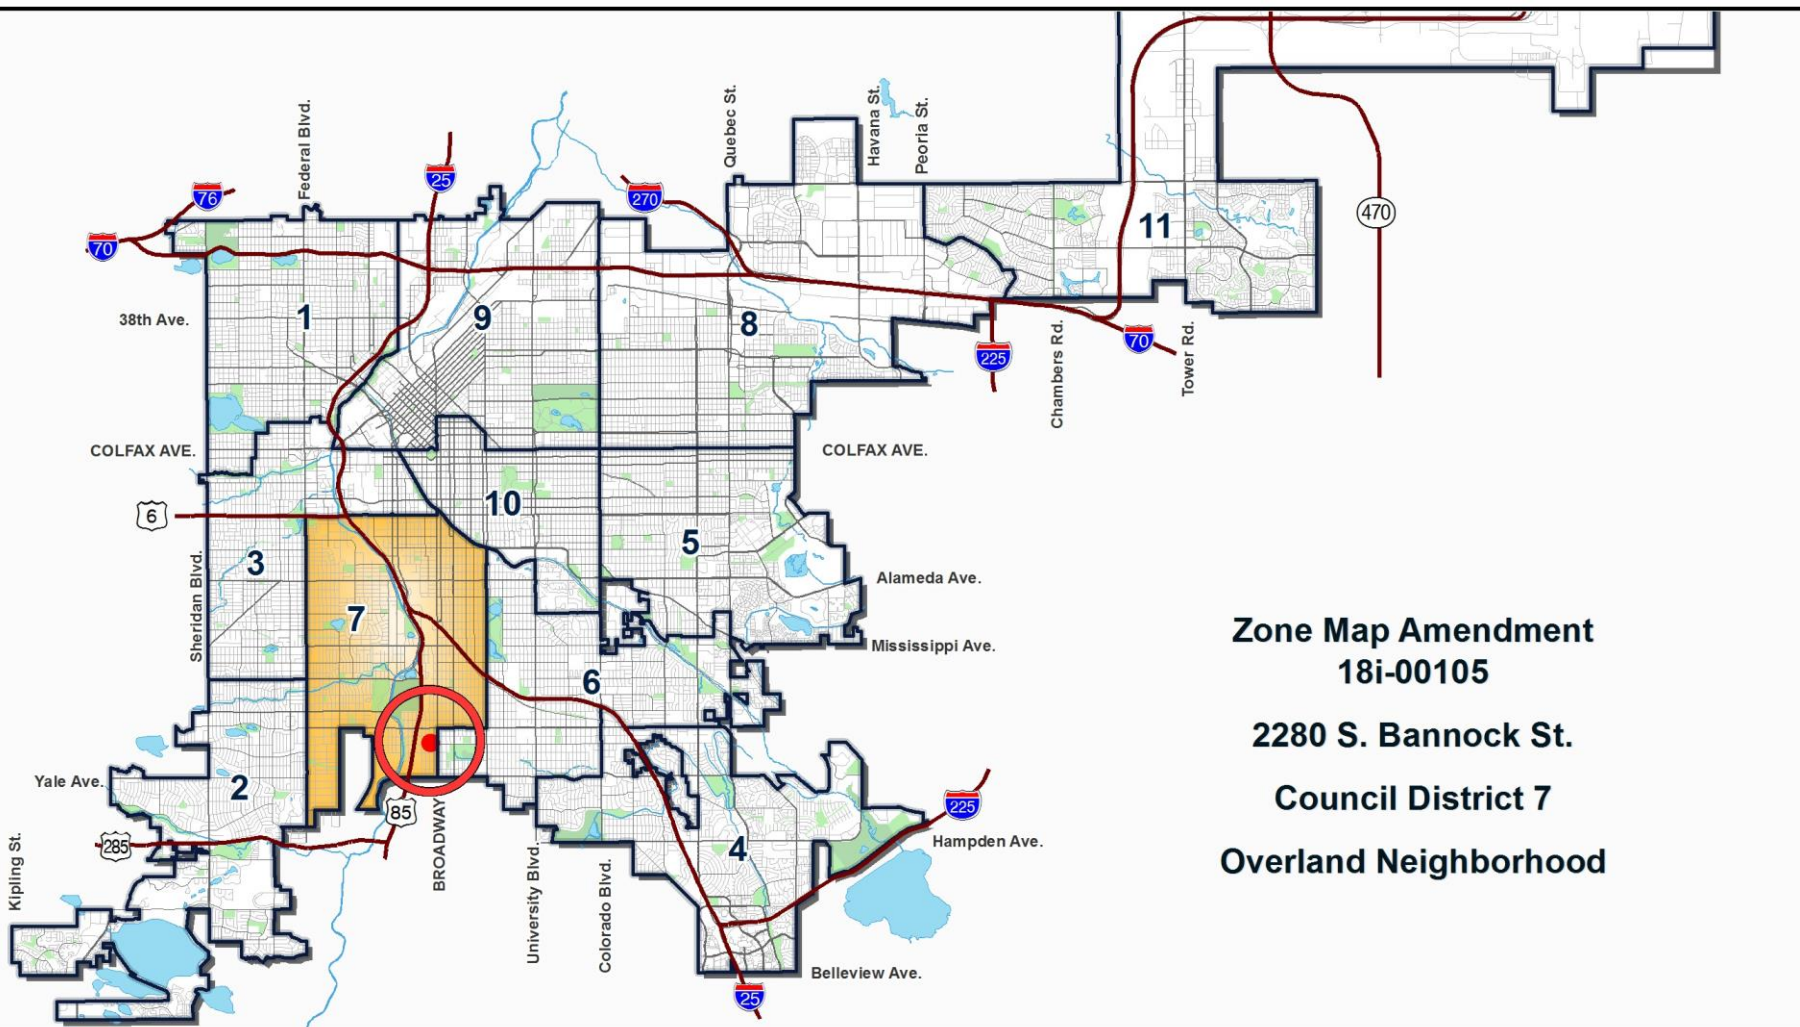 Federal Blvd.
Quebec St.
Havana St.
Peoria St.
76
25
270
70
470
11
1
9
8
38th Ave.
225
70
Chambers Rd.
Tower Rd.
COLFAX AVE.
COLFAX AVE.
6
10
5
3
Sheridan Blvd.
Alameda Ave.
7
Mississippi Ave.
6
Yale Ave.
2
85
BROADWAY
285
Kipling St.
University Blvd.
Colorado Blvd.
4
225
Hampden Ave.
Belleview Ave.
25
Zone Map Amendment
18i-00105
2280 S. Bannock St.
Council District 7
Overland Neighborhood